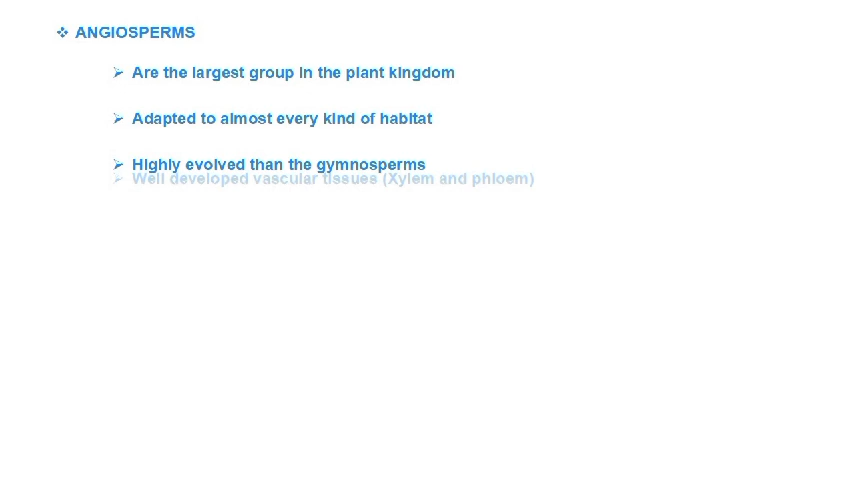 ❖ ANGIOSPERMS
➢ Are the largest group in the plant kingdom
➢ Adapted to almost every kind of habitat
➢ Highly evolved than the gymnosperms
➢ Well developed vascular tissues (Xylem and phloem)